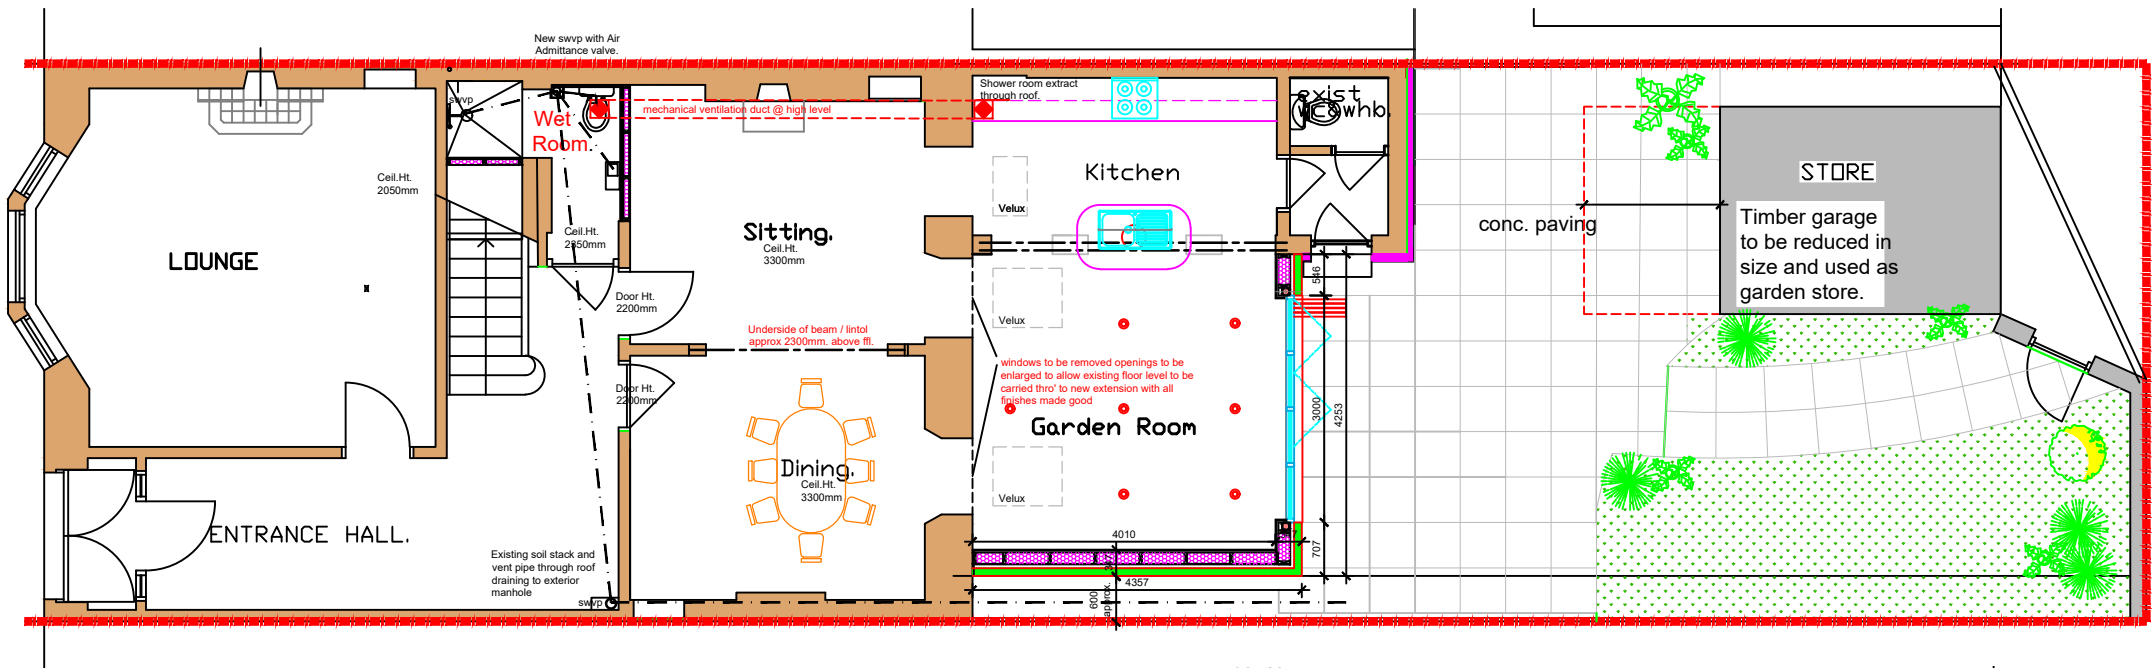 New swvp with Air
Admittance valve.
swvp
Wet
Room.
mechanical ventilation duct @ high level
Shower room extract
through roof.
exist
wc&whb.
Ceil.Ht.
2050mm
Kitchen
STORE
Velux
conc. paving
Timber garage
to be reduced in
size and used as
garden store.
LOUNGE
Ceil.Ht.
2350mm
Sitting.
Ceil.Ht.
3300mm
546
Door Ht.
2200mm
Velux
Underside of beam / lintol
approx 2300mm. above ffl.
windows to be removed openings to be
enlarged to allow existing floor level to be
carried thro' to new extension with all
finishes made good
Door Ht.
2200mm
3000
4253
Garden Room
Dining.
Ceil.Ht.
3300mm
Velux
ENTRANCE HALL.
4010
707
Existing soil stack and
vent pipe through roof
draining to exterior
manhole
347
4357
swvp
600
approx.